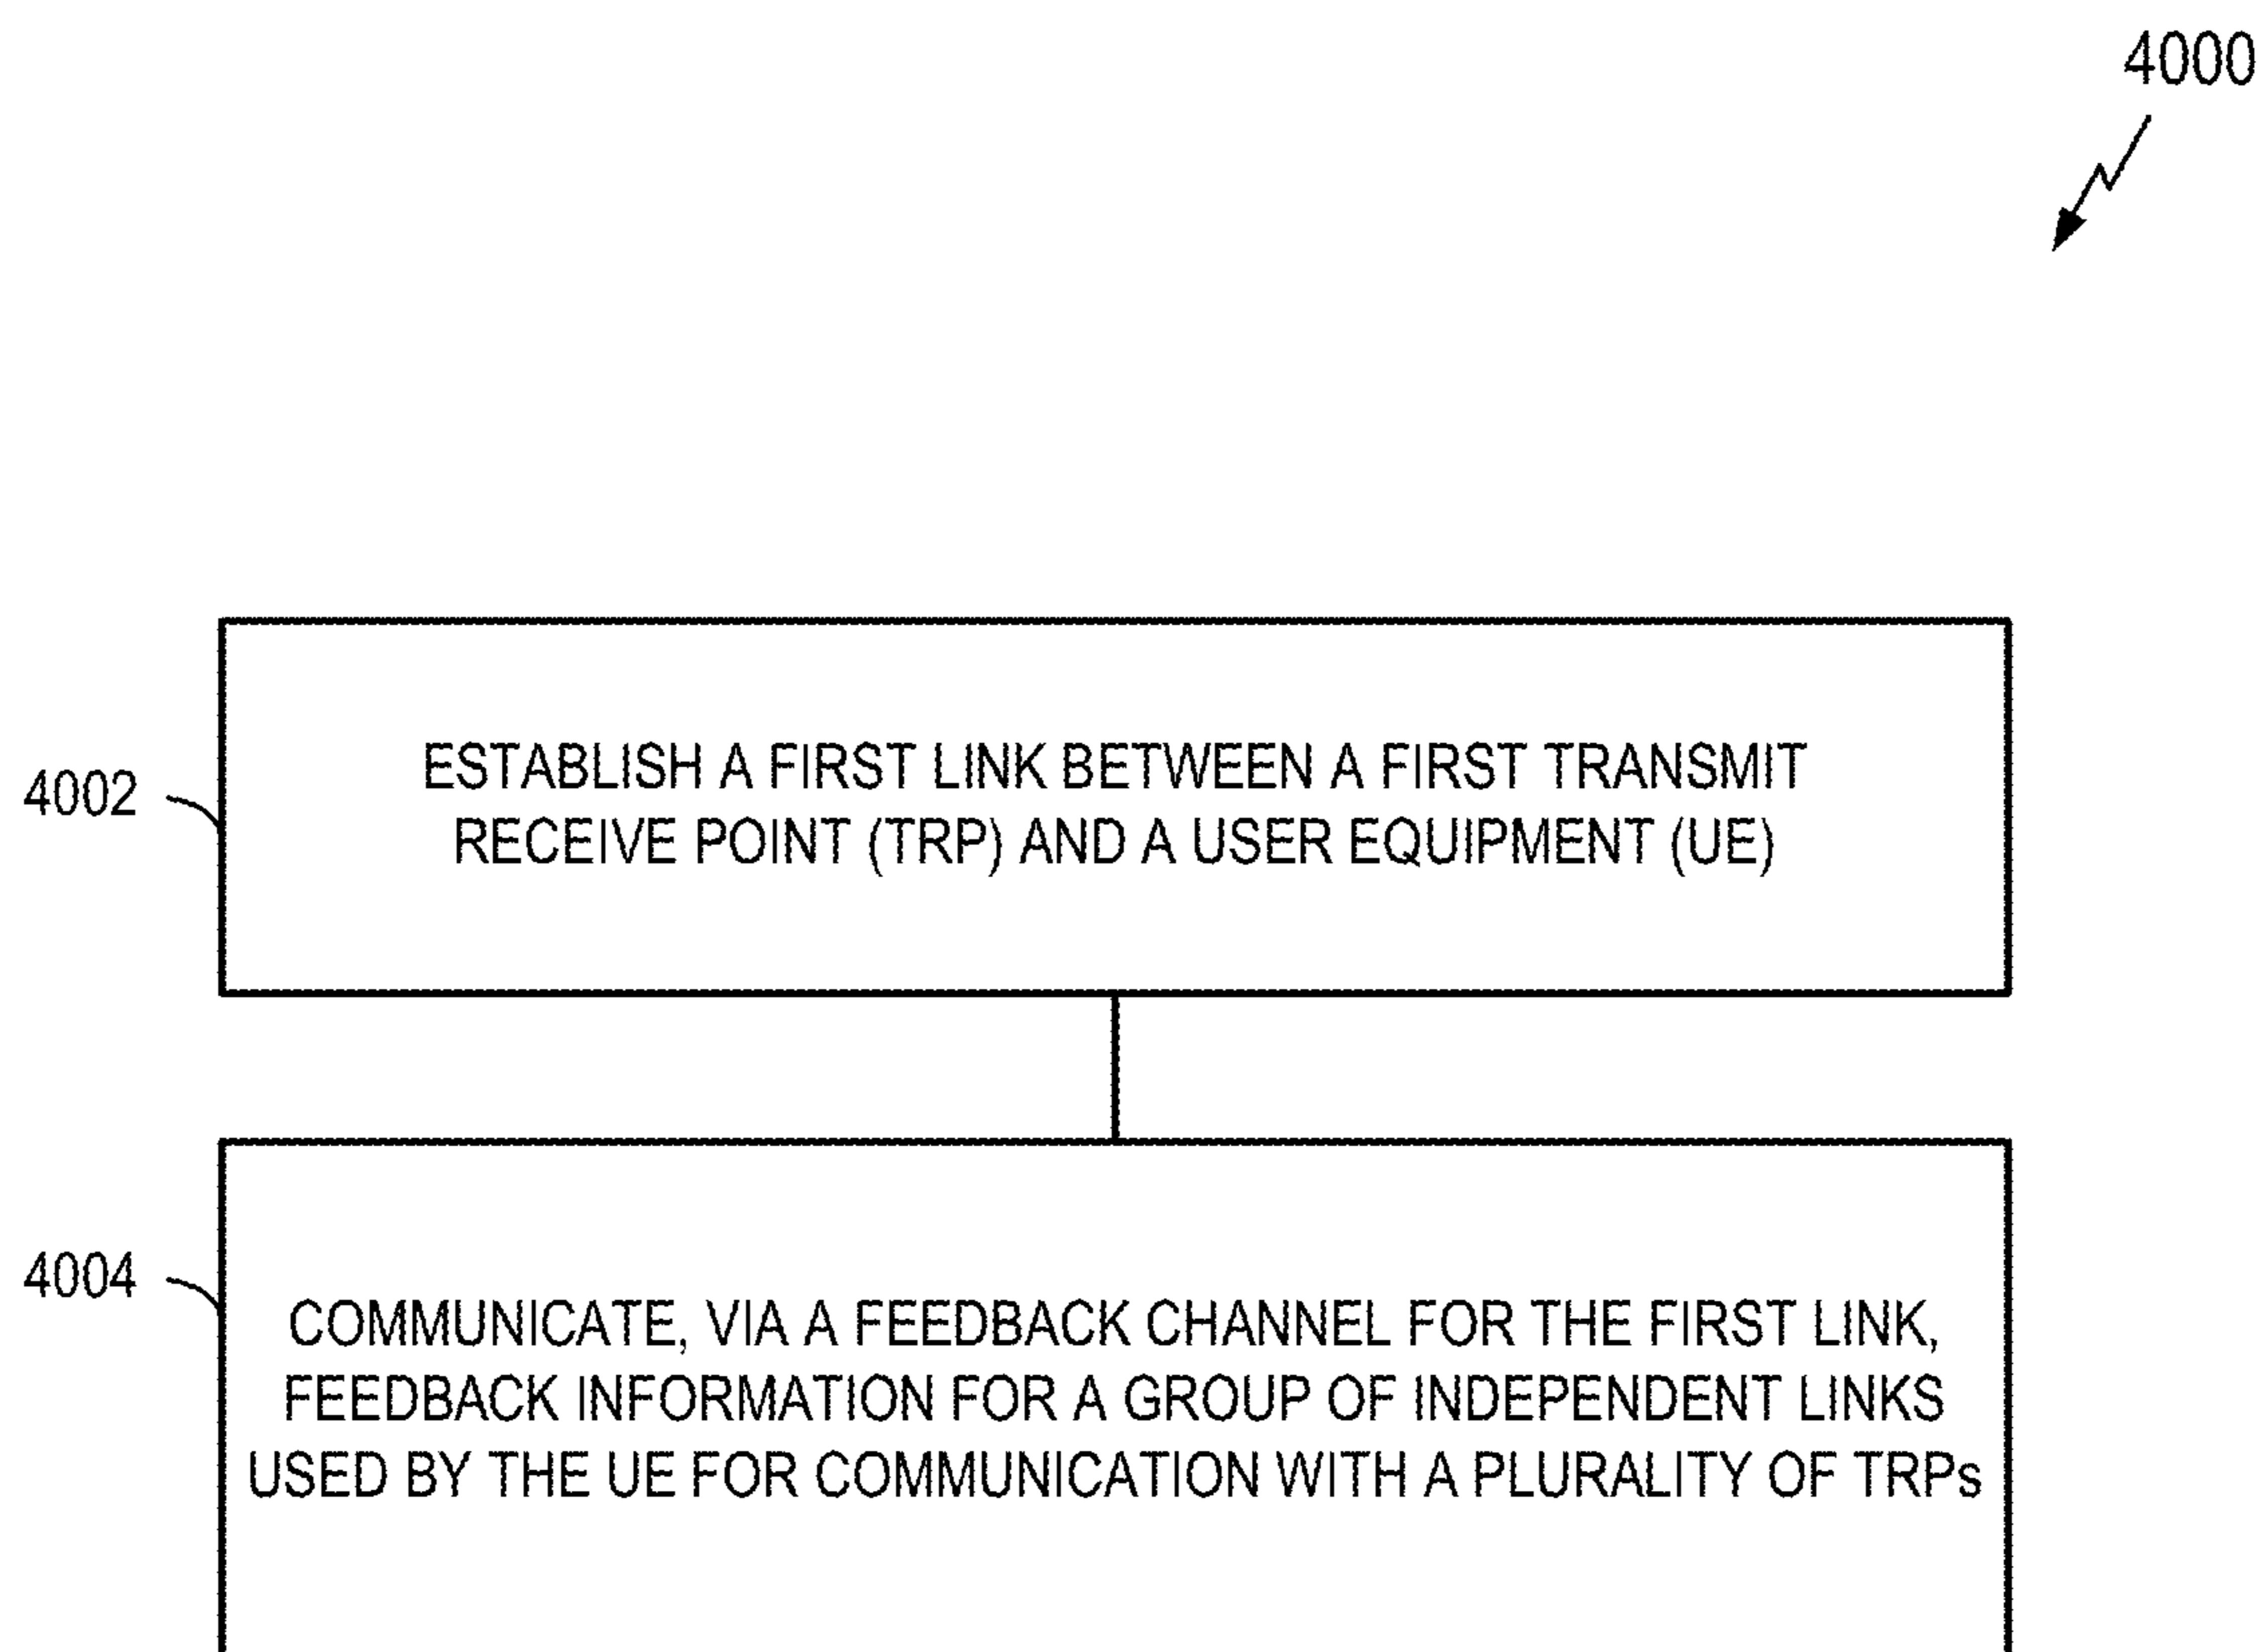 4000
4002
ESTABLISH A FIRST LINK BETWEEN A FIRST TRANSMIT
RECEIVE POINT (TRP) AND A USER EQUIPMENT (UE)
4004
COMMUNICATE, VIA A FEEDBACK CHANNEL FOR THE FIRST LINK,
FEEDBACK INFORMATION FOR A GROUP OF INDEPENDENT LINKS
USED BY THE UE FOR COMMUNICATION WITH A PLURALITY OF TRPs